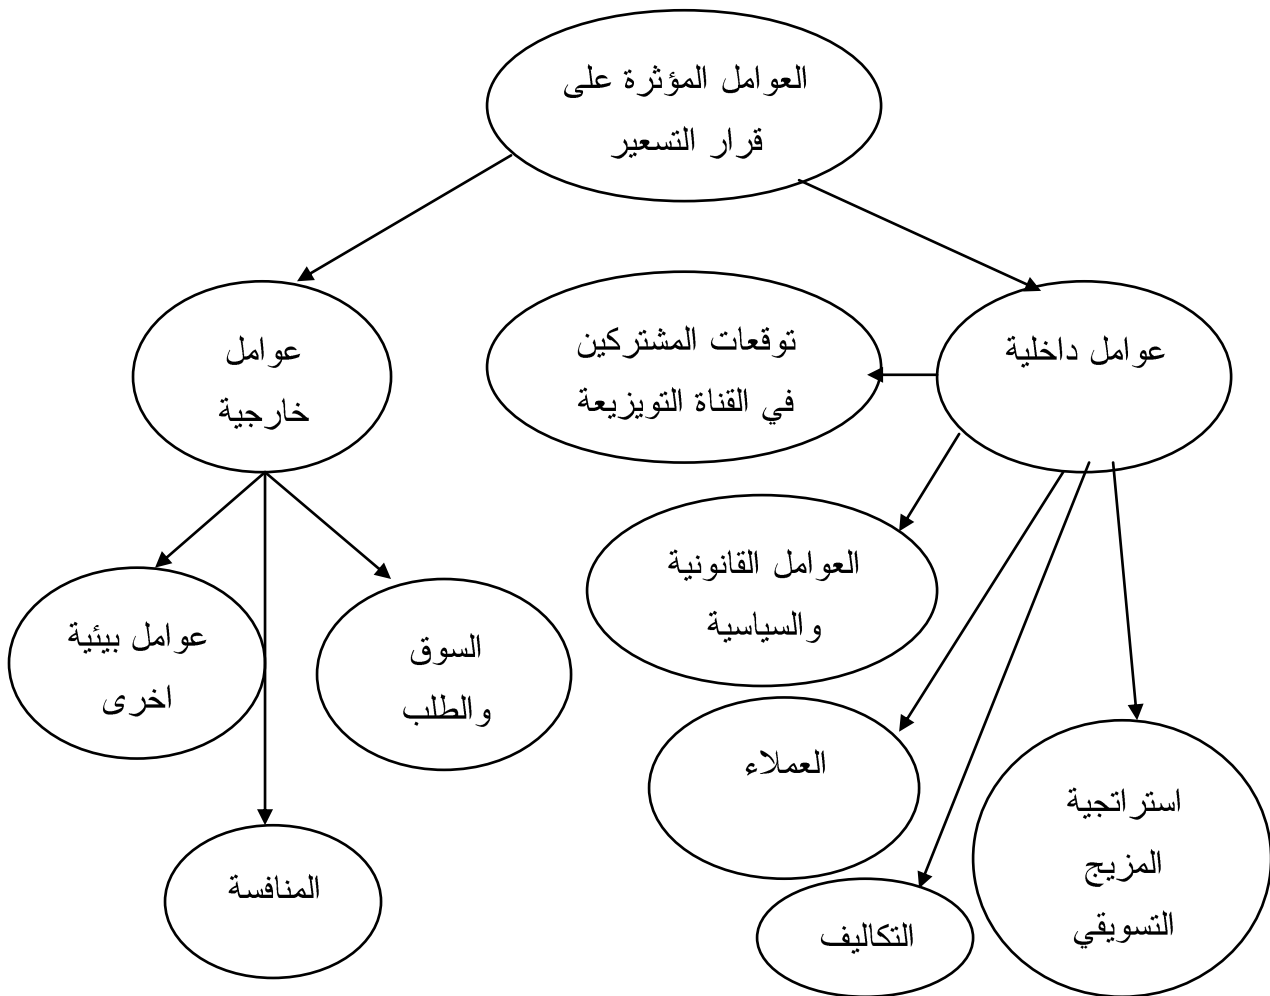 العوامل المؤثرة على
قرار التسعير
عوامل داخلية
توقعات المشتركين
في القناة التويزيعة
عوامل
خارجية
العوامل القانونية
والسياسية
السوق
والطلب
عوامل بيئية
اخرى
العملاء
استراتجية
المزيج
التسويقي
المنافسة
التكاليف